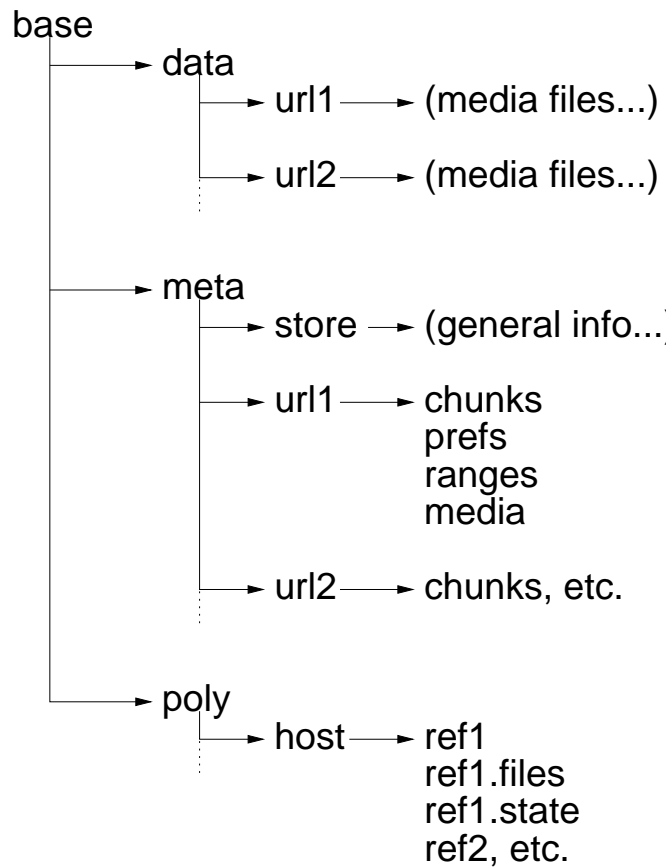 base
data
url1 (media files...)
url2 (media files...)
meta
store (general info...)
url1 chunks
prefs
ranges
media
url2 chunks, etc.
poly
host ref1
ref1.files
ref1.state
ref2, etc.